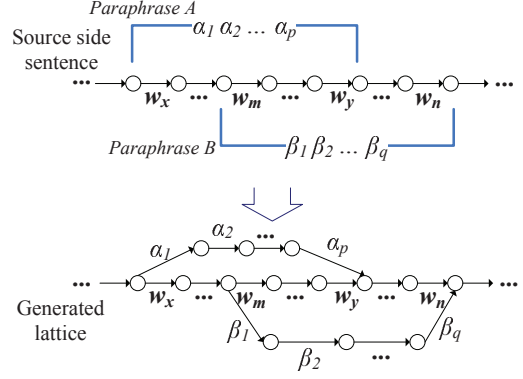 Paraphrase A
α1 α2 ... αp
Source side
sentence
... ...
wx ... wm ... wy ... wn
Paraphrase B
β1 β2 ... βq
α1 α2 ... αp
... ...
wx ... wm ... wy ... wn
Generated
lattice
β1 β2 ... βq